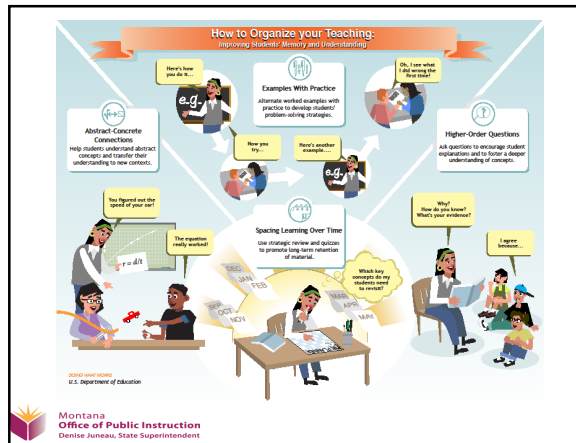 How to Organize your Teaching:
Improving Students' Memory and Understanding
Here's how
you do it...
e.g.
Examples With Practice
Alternate worked examples with
practice to develop students'
problem-solving strategies.
Oh, I see what
I did wrong the
first time!
Abstract-Concrete
Connections
Help students understand abstract
concepts and transfer their
understanding to new contexts.
Now you
try...
Here's another
example....
e.g.
Higher-Order Questions
Ask questions to encourage student
explanations and to foster a deeper
understanding of concepts.
You figured out the
speed of your car!
The equation
really worked!
r = d/t
Spacing Learning Over Time
Use strategic review and quizzes
to promote long-term retention
of material.
DEC
JAN
FEB
SEP
OCT
NOV
MAR
APR
MAY
Which key
concepts do my
students need
to revisit?
Why?
How do you know?
What's your evidence?
I agree
because...
DOING WHAT WORKS
U.S. Department of Education
Montana
Office of Public Instruction
Denise Juneau, State Superintendent